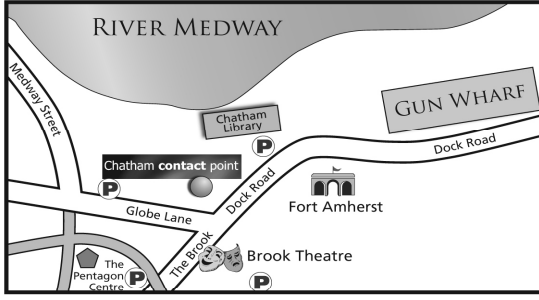 RIVER MEDWAY
Medway Street
Chatham
Library
GUN WHARF
P
Dock Road
Chatham contact point
P
Dock Road
Fort Amherst
Globe Lane
The Brook
Brook Theatre
The
Pentagon
Centre
P
P